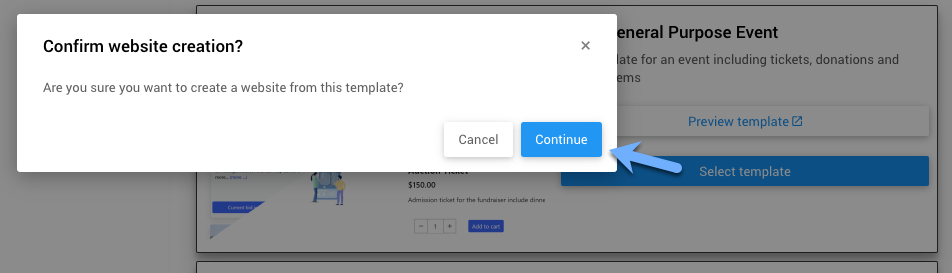 Confirm website creation?
×
Are you sure you want to create a website from this template?
Cancel
Continue
eneral Purpose Event
late for an event including tickets, donations and
ems
Preview template
Select template
Auction Ticket
$150.00
Admission ticket for the fundraiser include dinne
− 1 +
Add to cart
Current bid